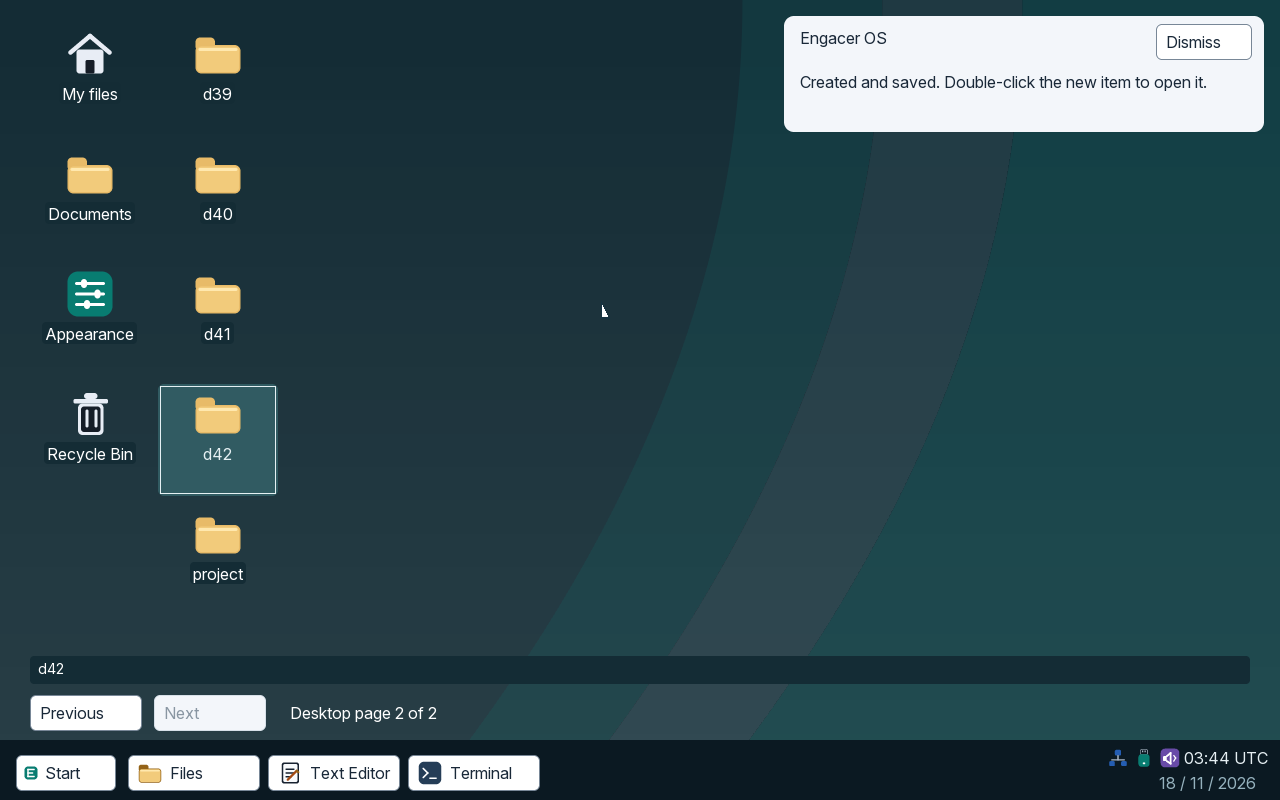 Engacer OS
Dismiss
Created and saved. Double-click the new item to open it.
My files
d39
Documents
d40
Appearance
d41
Recycle Bin
d42
project
d42
Previous
Next
Desktop page 2 of 2
Start
Files
Text Editor
Terminal
03:44 UTC
18 / 11 / 2026